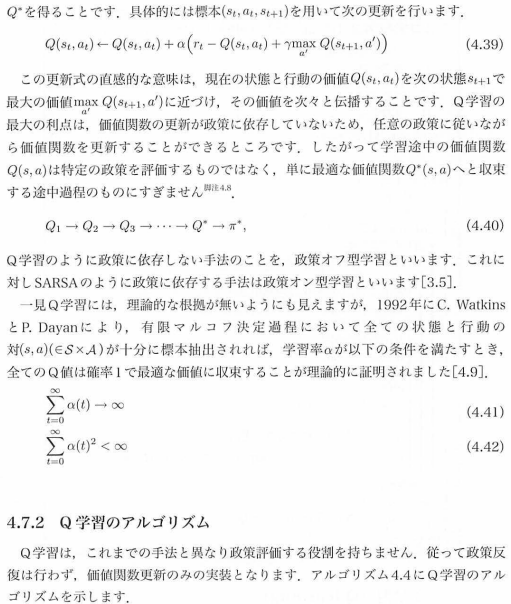 Q*を得ることです．具体的には標本(s_t, a_t, s_{t+1})を用いて次の更新を行います．
Q(s_t, a_t) ← Q(s_t, a_t) + α(r_t − Q(s_t, a_t) + γ max_{a'} Q(s_{t+1}, a')) (4.39)
この更新式の直感的な意味は，現在の状態と行動の価値Q(s_t, a_t)を次の状態s_{t+1}で
最大の価値max_{a'} Q(s_{t+1}, a')に近づけ，その価値を次々と伝播することです．Q学習の
最大の利点は，価値関数の更新が政策に依存していないため，任意の政策に従いなが
ら価値関数を更新することができるところです．したがって学習途中の価値関数
Q(s, a)は特定の政策を評価するものではなく，単に最適な価値関数Q*(s, a)へと収束
する途中過程のものにすぎません脚注4.8．
Q₁ → Q₂ → Q₃ → ⋯ → Q* → π*, (4.40)
Q学習のように政策に依存しない手法のことを，政策オフ型学習といいます．これに
対しSARSAのように政策に依存する手法は政策オン型学習といいます[3.5]．
一見Q学習には，理論的な根拠が無いようにも見えますが，1992年にC. Watkins
とP. Dayanにより，有限マルコフ決定過程において全ての状態と行動の
対(s, a)(∈S×A)が十分に標本抽出されれば，学習率αが以下の条件を満たすとき，
全てのQ値は確率1で最適な価値に収束することが理論的に証明されました[4.9]．
∑_{t=0}^{∞} α(t) → ∞ (4.41)
∑_{t=0}^{∞} α(t)² < ∞ (4.42)
4.7.2 Q学習のアルゴリズム
Q学習は，これまでの手法と異なり政策評価する役割を持ちません．従って政策反
復は行わず，価値関数更新のみの実装となります．アルゴリズム4.4にQ学習のアル
ゴリズムを示します．